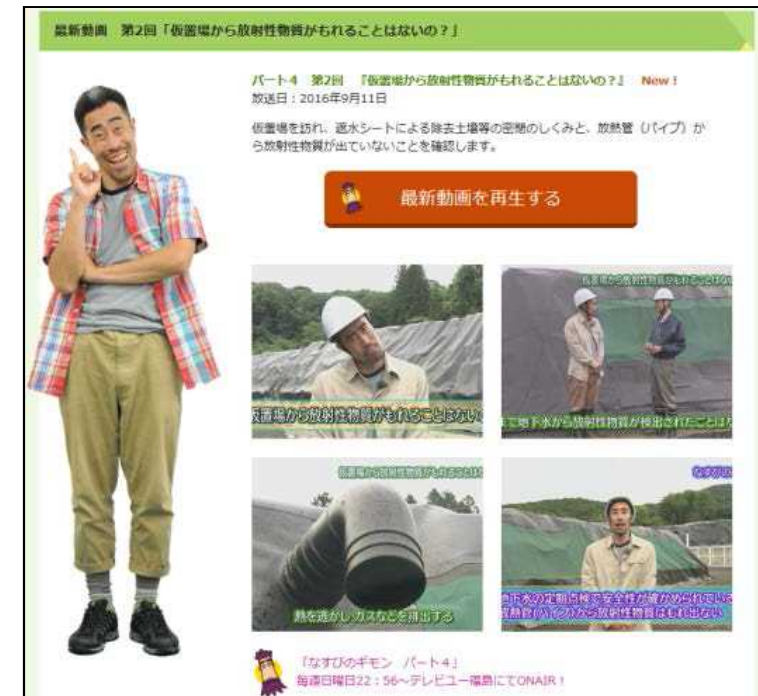 最新動画　第2回「仮置場から放射性物質がもれることはないの？」
パート4　第2回　『仮置場から放射性物質がもれることはないの？』　New！
放送日：2016年9月11日
仮置場を訪れ、遮水シートによる除去土壌等の密閉のしくみと、放熱管（パイプ）か
ら放射性物質が出ていないことを確認します。
最新動画を再生する
仮置場から放射性物質がもれることはない
仮置場から放射性物質がもれることはな
まで地下水から放射性物質が検出されたことはな
仮置場から放射性物質がもれることは
熱を逃がしガスなどを排出する
なすびの
地下水の定期点検で安全性が確かめられていさ
放熱管(パイプ)から放射性物質はもれ出ない
「なすびのギモン　パート4」
毎週日曜日22：56～テレビユー福島にてONAIR！